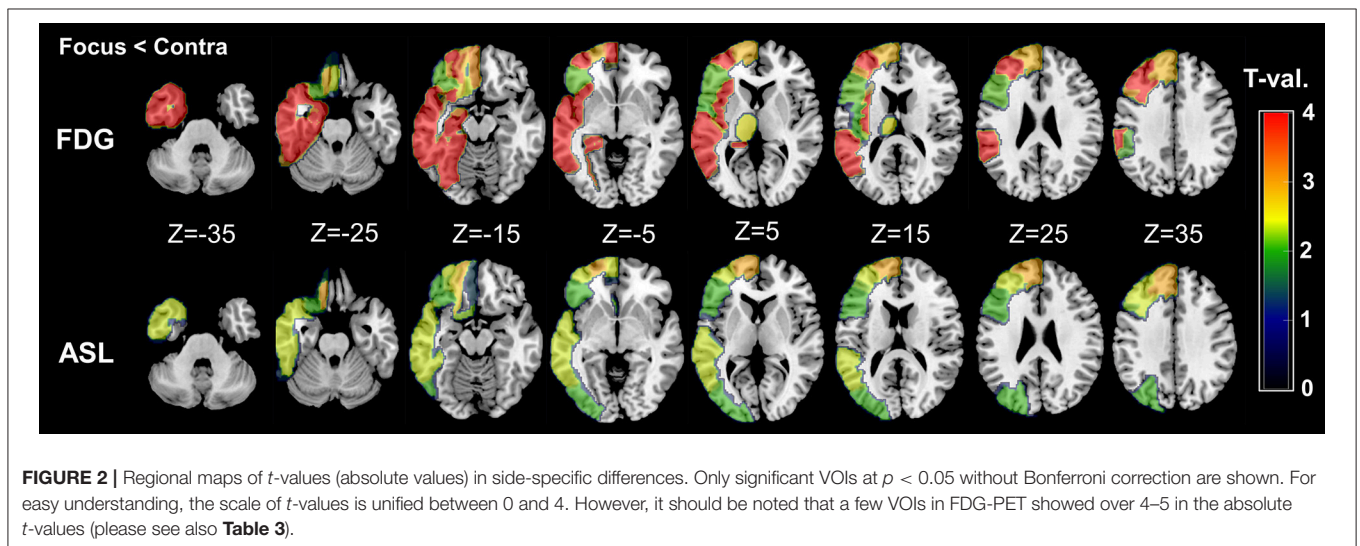 Focus < Contra
T-val.
FDG
4
3
2
1
0
Z=-35 Z=-25 Z=-15 Z=-5 Z=5 Z=15 Z=25 Z=35
ASL
FIGURE 2 | Regional maps of t-values (absolute values) in side-specific differences. Only significant VOIs at p < 0.05 without Bonferroni correction are shown. For
easy understanding, the scale of t-values is unified between 0 and 4. However, it should be noted that a few VOIs in FDG-PET showed over 4–5 in the absolute
t-values (please see also Table 3).